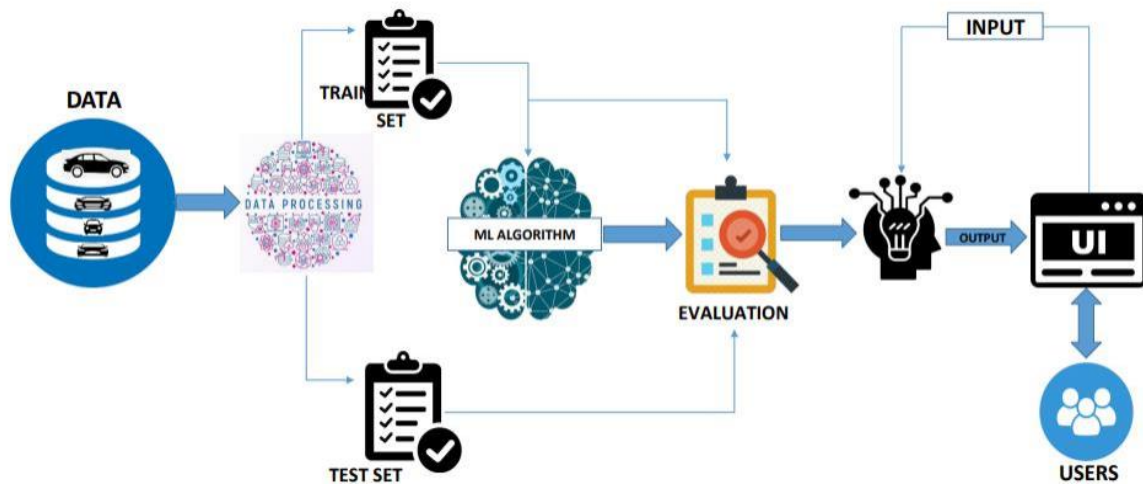 DATA
DATA PROCESSING
TRAIN
SET
TEST SET
ML ALGORITHM
EVALUATION
INPUT
OUTPUT
UI
USERS